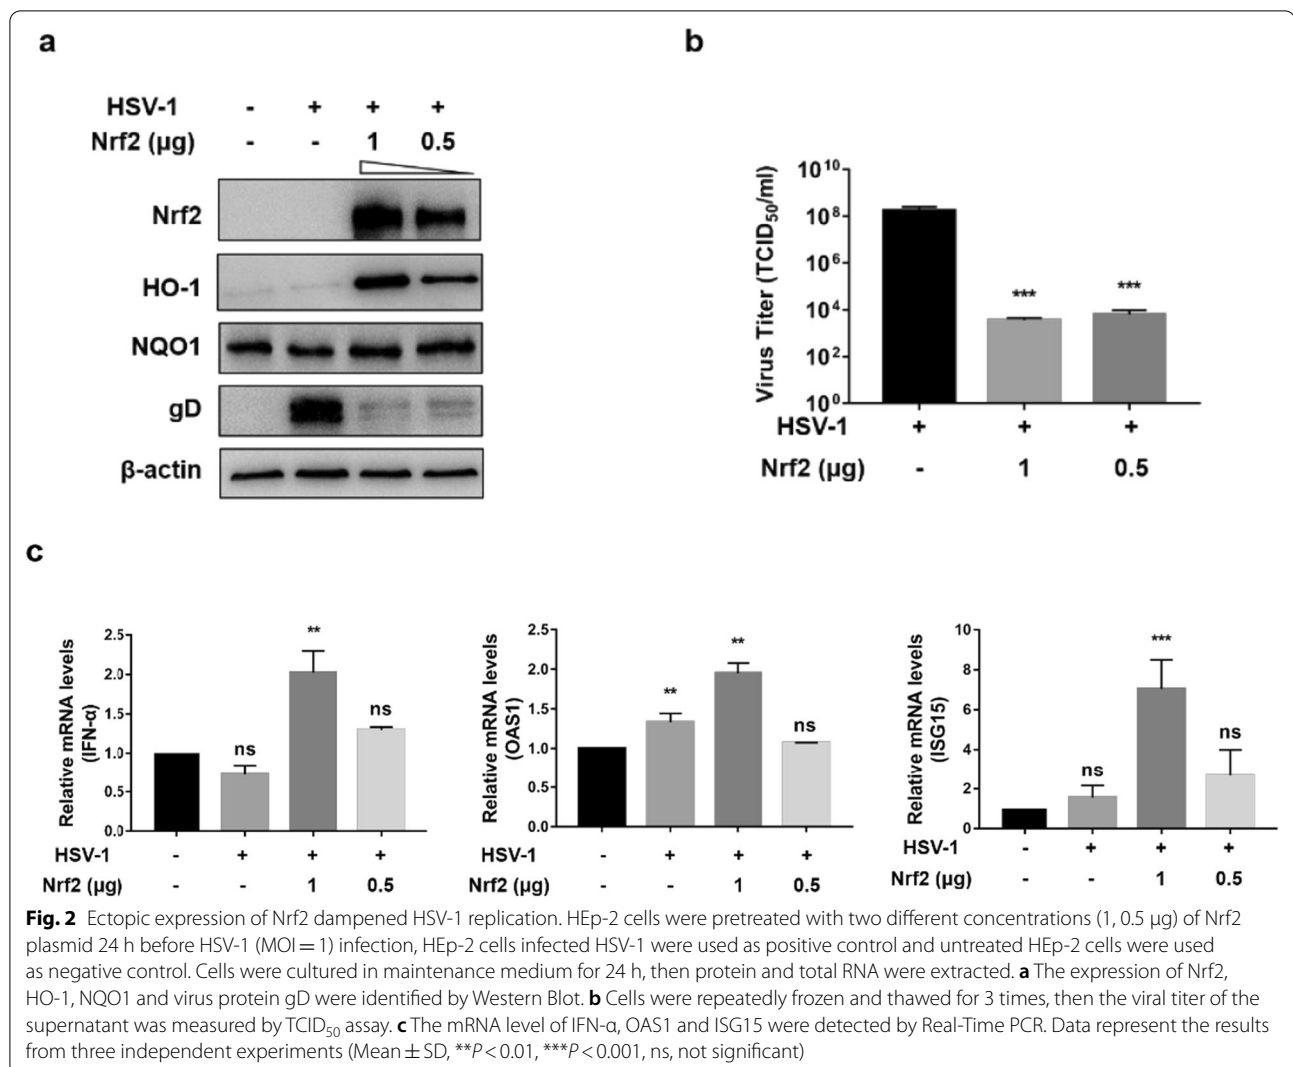 a
HSV-1 - + + +
Nrf2 (µg) - - 1 0.5
Nrf2
HO-1
NQO1
gD
β-actin
b
Virus Titer (TCID50/ml)
10^10
10^8
10^6
10^4
10^2
10^0
*** ***
HSV-1 + + +
Nrf2 (µg) - 1 0.5
c
Relative mRNA levels
(IFN-α)
2.5
2.0
1.5
1.0
0.5
0.0
ns ** ns
HSV-1 - + + +
Nrf2 (µg) - - 1 0.5
Relative mRNA levels
(OAS1)
2.5
2.0
1.5
1.0
0.5
0.0
** ** ns
HSV-1 - + + +
Nrf2 (µg) - - 1 0.5
Relative mRNA levels
(ISG15)
10
8
6
4
2
0
ns *** ns
HSV-1 - + + +
Nrf2 (µg) - - 1 0.5
Fig. 2 Ectopic expression of Nrf2 dampened HSV-1 replication. HEp-2 cells were pretreated with two different concentrations (1, 0.5 µg) of Nrf2
plasmid 24 h before HSV-1 (MOI = 1) infection, HEp-2 cells infected HSV-1 were used as positive control and untreated HEp-2 cells were used
as negative control. Cells were cultured in maintenance medium for 24 h, then protein and total RNA were extracted. a The expression of Nrf2,
HO-1, NQO1 and virus protein gD were identified by Western Blot. b Cells were repeatedly frozen and thawed for 3 times, then the viral titer of the
supernatant was measured by TCID50 assay. c The mRNA level of IFN-α, OAS1 and ISG15 were detected by Real-Time PCR. Data represent the results
from three independent experiments (Mean ± SD, **P < 0.01, ***P < 0.001, ns, not significant)